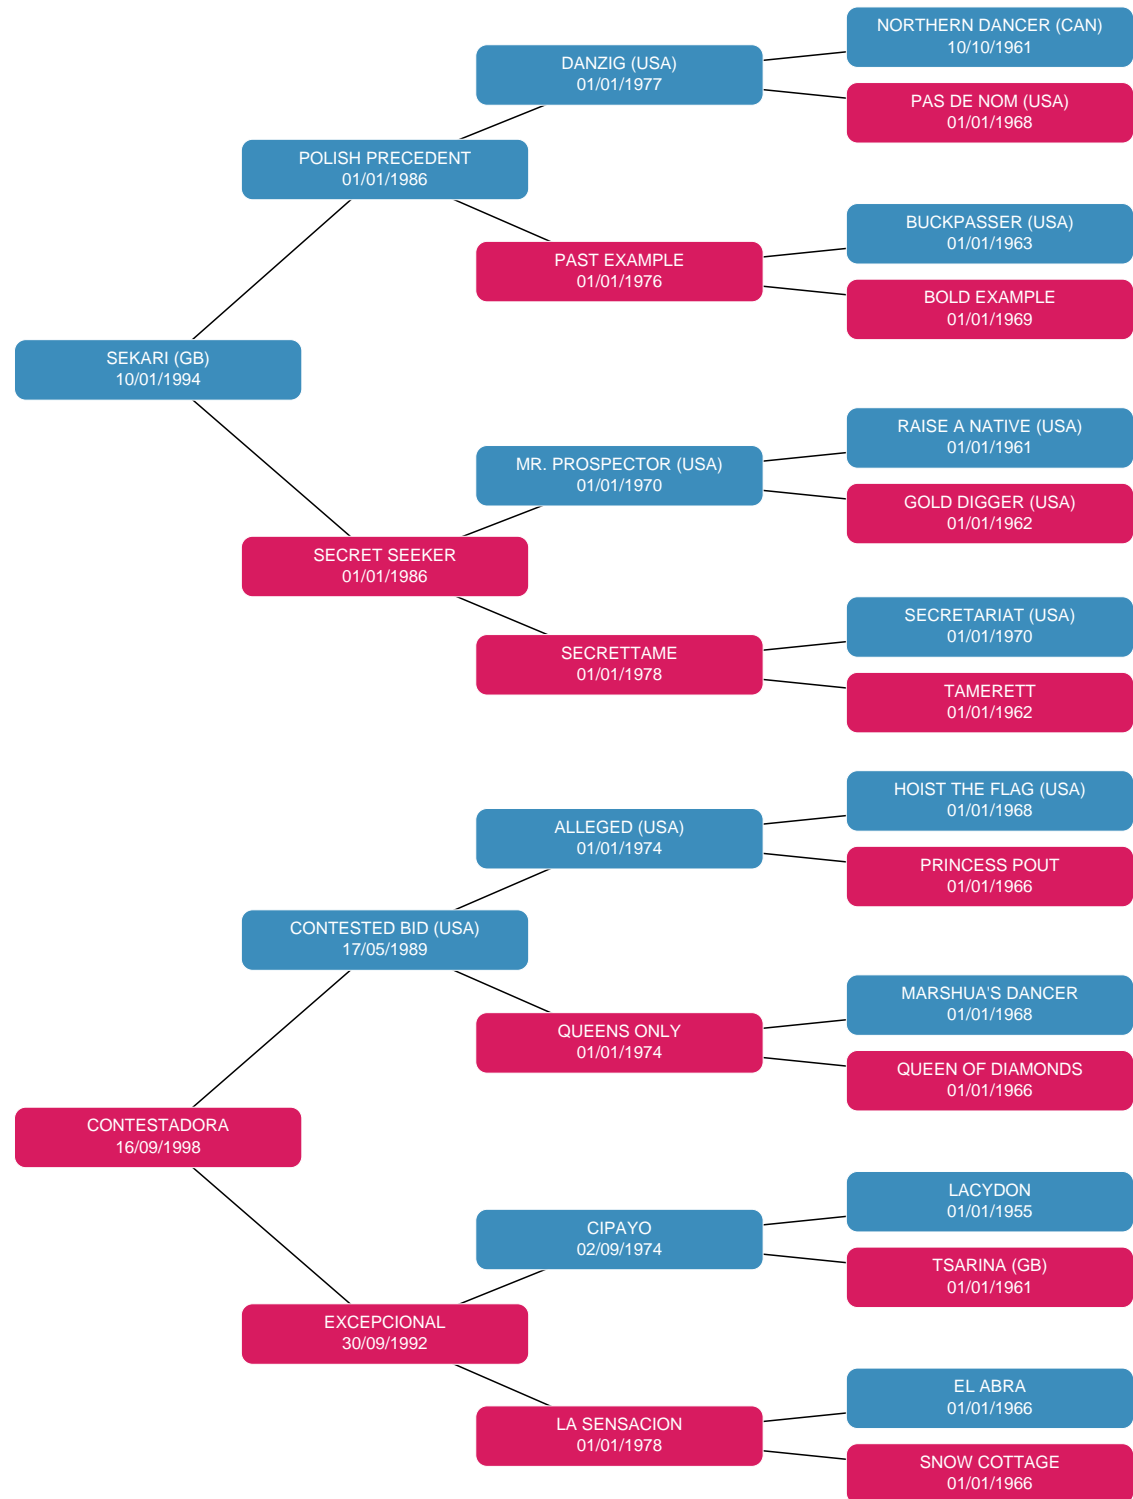 NORTHERN DANCER (CAN)
10/10/1961
DANZIG (USA)
01/01/1977
PAS DE NOM (USA)
01/01/1968
POLISH PRECEDENT
01/01/1986
BUCKPASSER (USA)
01/01/1963
PAST EXAMPLE
01/01/1976
BOLD EXAMPLE
01/01/1969
SEKARI (GB)
10/01/1994
RAISE A NATIVE (USA)
01/01/1961
MR. PROSPECTOR (USA)
01/01/1970
GOLD DIGGER (USA)
01/01/1962
SECRET SEEKER
01/01/1986
SECRETARIAT (USA)
01/01/1970
SECRETTAME
01/01/1978
TAMERETT
01/01/1962
HOIST THE FLAG (USA)
01/01/1968
ALLEGED (USA)
01/01/1974
PRINCESS POUT
01/01/1966
CONTESTED BID (USA)
17/05/1989
MARSHUA'S DANCER
01/01/1968
QUEENS ONLY
01/01/1974
QUEEN OF DIAMONDS
01/01/1966
CONTESTADORA
16/09/1998
LACYDON
01/01/1955
CIPAYO
02/09/1974
TSARINA (GB)
01/01/1961
EXCEPCIONAL
30/09/1992
EL ABRA
01/01/1966
LA SENSACION
01/01/1978
SNOW COTTAGE
01/01/1966